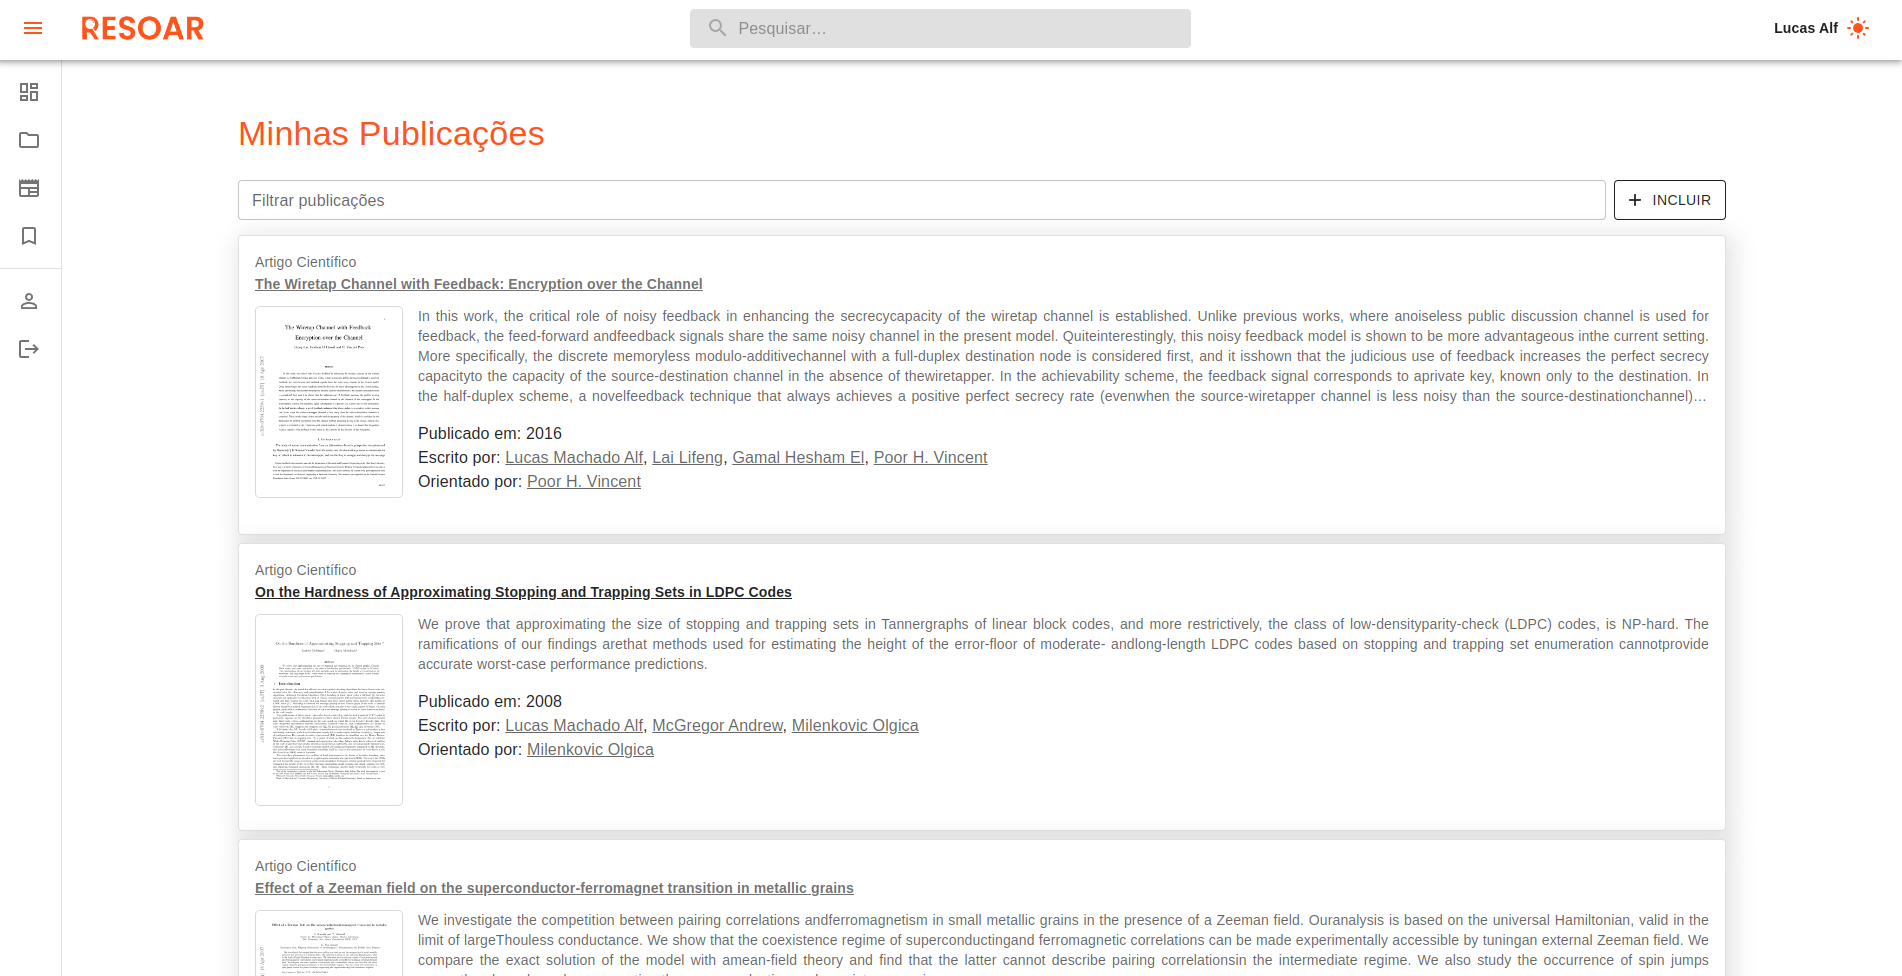 RESOAR
Pesquisar…
Lucas Alf
Minhas Publicações
Filtrar publicações
INCLUIR
Artigo Científico
The Wiretap Channel with Feedback: Encryption over the Channel
The Wiretap Channel with Feedback
Encryption over the Channel
In this work, the critical role of noisy feedback in enhancing the secrecycapacity of the wiretap channel is established. Unlike previous works, where anoiseless public discussion channel is used for
feedback, the feed-forward andfeedback signals share the same noisy channel in the present model. Quiteinterestingly, this noisy feedback model is shown to be more advantageous inthe current setting.
More specifically, the discrete memoryless modulo-additivechannel with a full-duplex destination node is considered first, and it isshown that the judicious use of feedback increases the perfect secrecy
capacityto the capacity of the source-destination channel in the absence of thewiretapper. In the achievability scheme, the feedback signal corresponds to aprivate key, known only to the destination. In
the half-duplex scheme, a novelfeedback technique that always achieves a positive perfect secrecy rate (evenwhen the source-wiretapper channel is less noisy than the source-destinationchannel)…
Publicado em: 2016
Escrito por: Lucas Machado Alf, Lai Lifeng, Gamal Hesham El, Poor H. Vincent
Orientado por: Poor H. Vincent
Artigo Científico
On the Hardness of Approximating Stopping and Trapping Sets in LDPC Codes
On the Hardness of Approximating Stopping and Trapping Sets
We prove that approximating the size of stopping and trapping sets in Tannergraphs of linear block codes, and more restrictively, the class of low-densityparity-check (LDPC) codes, is NP-hard. The
ramifications of our findings arethat methods used for estimating the height of the error-floor of moderate- andlong-length LDPC codes based on stopping and trapping set enumeration cannotprovide
accurate worst-case performance predictions.
Publicado em: 2008
Escrito por: Lucas Machado Alf, McGregor Andrew, Milenkovic Olgica
Orientado por: Milenkovic Olgica
Artigo Científico
Effect of a Zeeman field on the superconductor-ferromagnet transition in metallic grains
We investigate the competition between pairing correlations andferromagnetism in small metallic grains in the presence of a Zeeman field. Ouranalysis is based on the universal Hamiltonian, valid in the
limit of largeThouless conductance. We show that the coexistence regime of superconductingand ferromagnetic correlations can be made experimentally accessible by tuningan external Zeeman field. We
compare the exact solution of the model with amean-field theory and find that the latter cannot describe pairing correlationsin the intermediate regime. We also study the occurrence of spin jumps